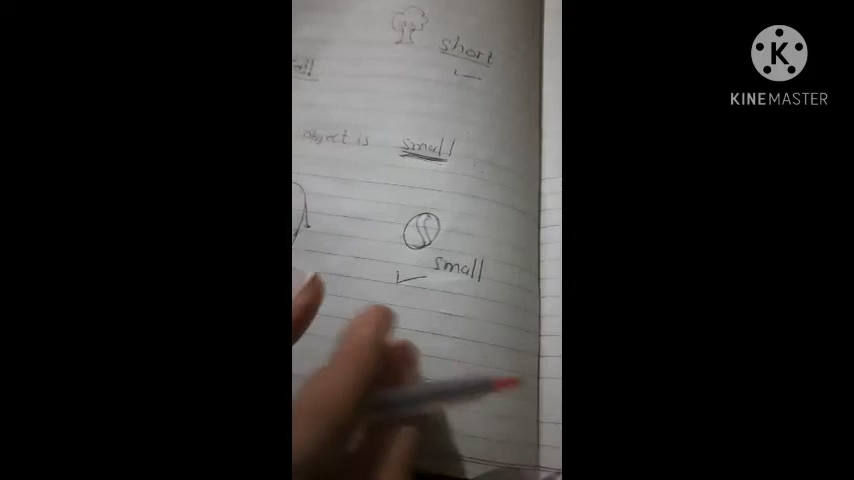 short
object is small
small
K
KINEMASTER